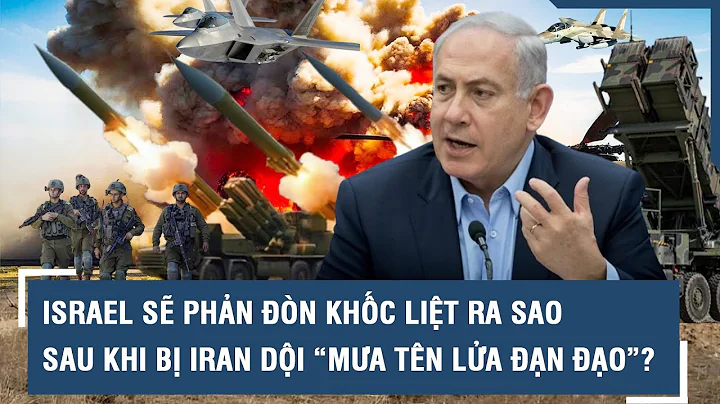 ISRAEL SẼ PHẢN ĐÒN KHỐC LIỆT RA SAO
SAU KHI BỊ IRAN DỘI “MƯA TÊN LỬA ĐẠN ĐẠO”?